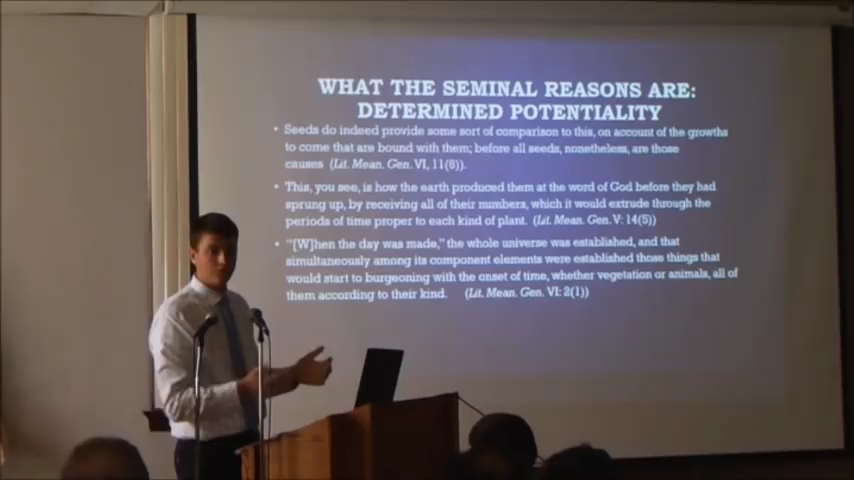 WHAT THE SEMINAL REASONS ARE:
DETERMINED POTENTIALITY
• Seeds do indeed provide some sort of comparison to this, on account of the growths
to come that are bound with them; before all seeds, nonetheless, are those
causes (Lit. Mean. Gen. VI, 11(6)).
• This, you see, is how the earth produced them at the word of God before they had
sprung up, by receiving all of their numbers, which it would extrude through the
periods of time proper to each kind of plant. (Lit. Mean. Gen. V: 14(5))
• "[W]hen the day was made," the whole universe was established, and that
simultaneously among its component elements were established those things that
would start to burgeoning with the onset of time, whether vegetation or animals, all of
them according to their kind. (Lit. Mean. Gen. VI: 2(1))